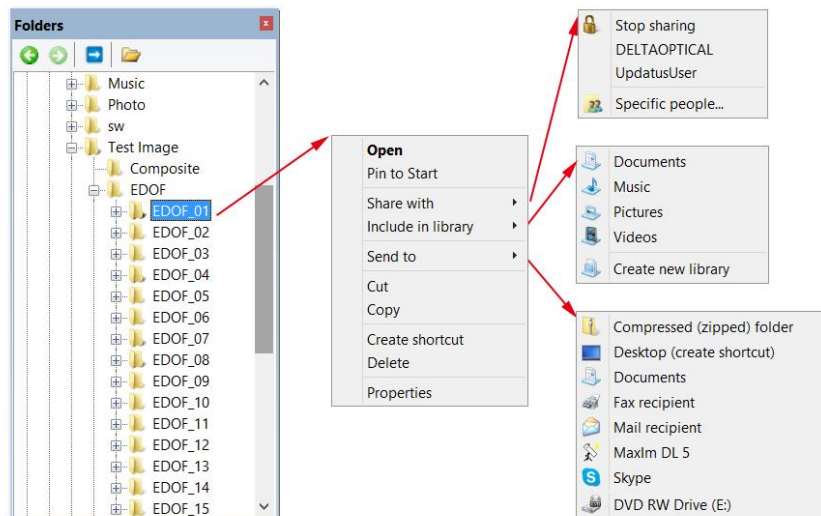 Folders
Music
Photo
sw
Test Image
Composite
EDOF
EDOF_01
EDOF_02
EDOF_03
EDOF_04
EDOF_05
EDOF_06
EDOF_07
EDOF_08
EDOF_09
EDOF_10
EDOF_11
EDOF_12
EDOF_13
EDOF_14
EDOF_15
Open
Pin to Start
Share with
Include in library
Send to
Cut
Copy
Create shortcut
Delete
Properties
Stop sharing
DELTAOPTICAL
UpdatusUser
Specific people...
Documents
Music
Pictures
Videos
Create new library
Compressed (zipped) folder
Desktop (create shortcut)
Documents
Fax recipient
Mail recipient
MaxIm DL 5
Skype
DVD RW Drive (E:)